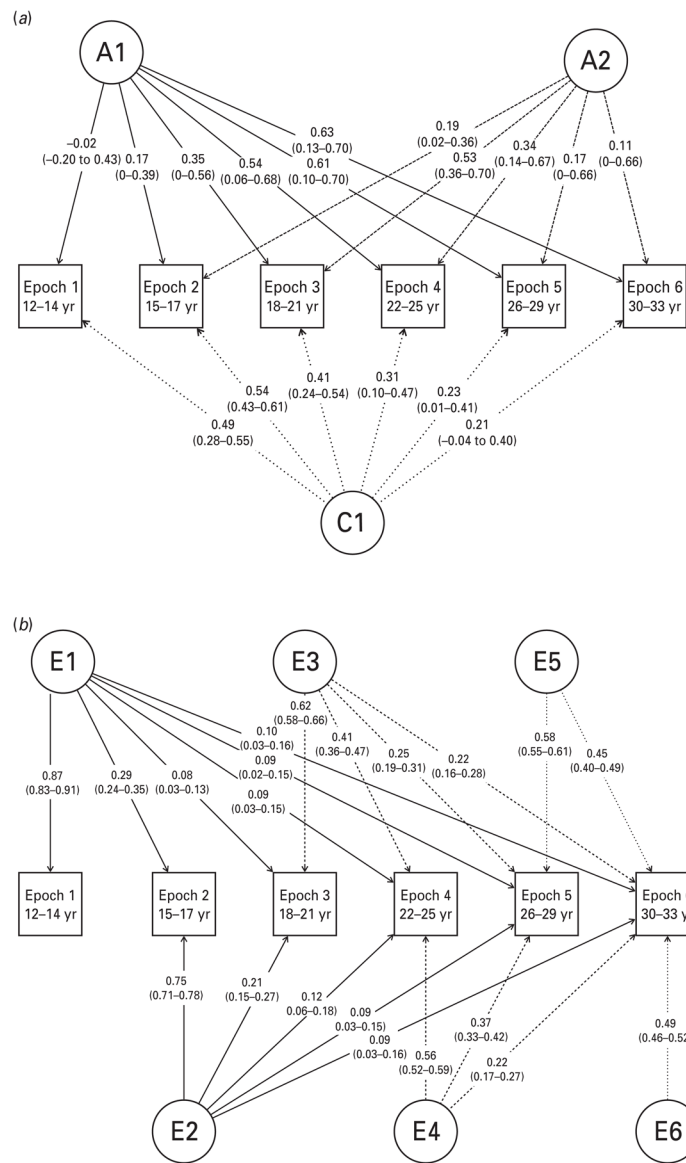 (a)
A1
A2
–0.02
(–0.20 to 0.43)
0.17
(0–0.39)
0.35
(0–0.56)
0.54
(0.06–0.68)
0.61
(0.10–0.70)
0.63
(0.13–0.70)
0.19
(0.02–0.36)
0.53
(0.36–0.70)
0.34
(0.14–0.67)
0.17
(0–0.66)
0.11
(0–0.66)
Epoch 1
12–14 yr
Epoch 2
15–17 yr
Epoch 3
18–21 yr
Epoch 4
22–25 yr
Epoch 5
26–29 yr
Epoch 6
30–33 yr
0.49
(0.28–0.55)
0.54
(0.43–0.61)
0.41
(0.24–0.54)
0.31
(0.10–0.47)
0.23
(0.01–0.41)
0.21
(–0.04 to 0.40)
C1
(b)
E1
E3
E5
0.87
(0.83–0.91)
0.29
(0.24–0.35)
0.08
(0.03–0.13)
0.09
(0.03–0.15)
0.09
(0.02–0.15)
0.10
(0.03–0.16)
0.62
(0.58–0.66)
0.41
(0.36–0.47)
0.25
(0.19–0.31)
0.22
(0.16–0.28)
0.58
(0.55–0.61)
0.45
(0.40–0.49)
Epoch 1
12–14 yr
Epoch 2
15–17 yr
Epoch 3
18–21 yr
Epoch 4
22–25 yr
Epoch 5
26–29 yr
Epoch
30–33 y
0.75
(0.71–0.78)
0.21
(0.15–0.27)
0.12
0.06–0.18)
0.09
0.03–0.15)
0.09
(0.03–0.16)
0.56
(0.52–0.59)
0.37
(0.33–0.42)
0.22
(0.17–0.27)
0.49
(0.46–0.52
E2
E4
E6